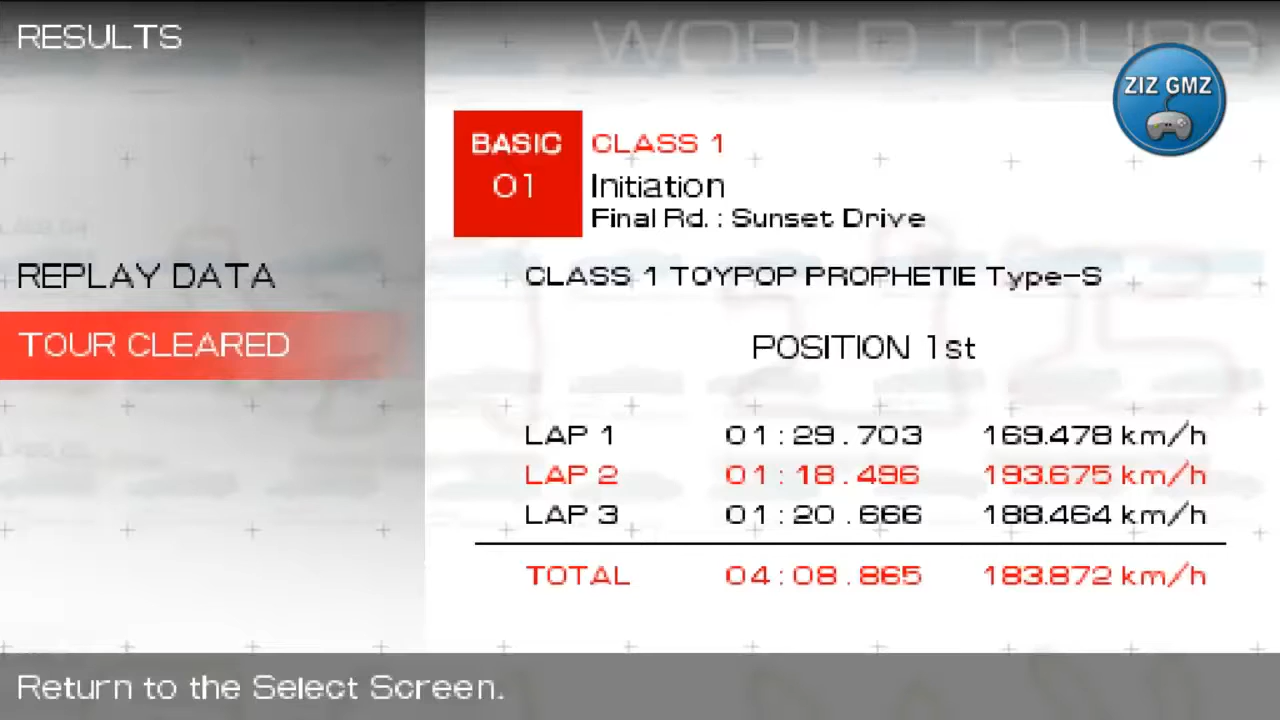 RESULTS
WORLD TOURS
ZIZ GMZ
BASIC
01
CLASS 1
Initiation
Final Rd. : Sunset Drive
REPLAY DATA
CLASS 1 TOYPOP PROPHETIE Type-S
TOUR CLEARED
POSITION 1st
LAP 1 01:29.703 169.478 km/h
LAP 2 01:18.496 193.675 km/h
LAP 3 01:20.666 188.464 km/h
TOTAL 04:08.865 183.872 km/h
Return to the Select Screen.